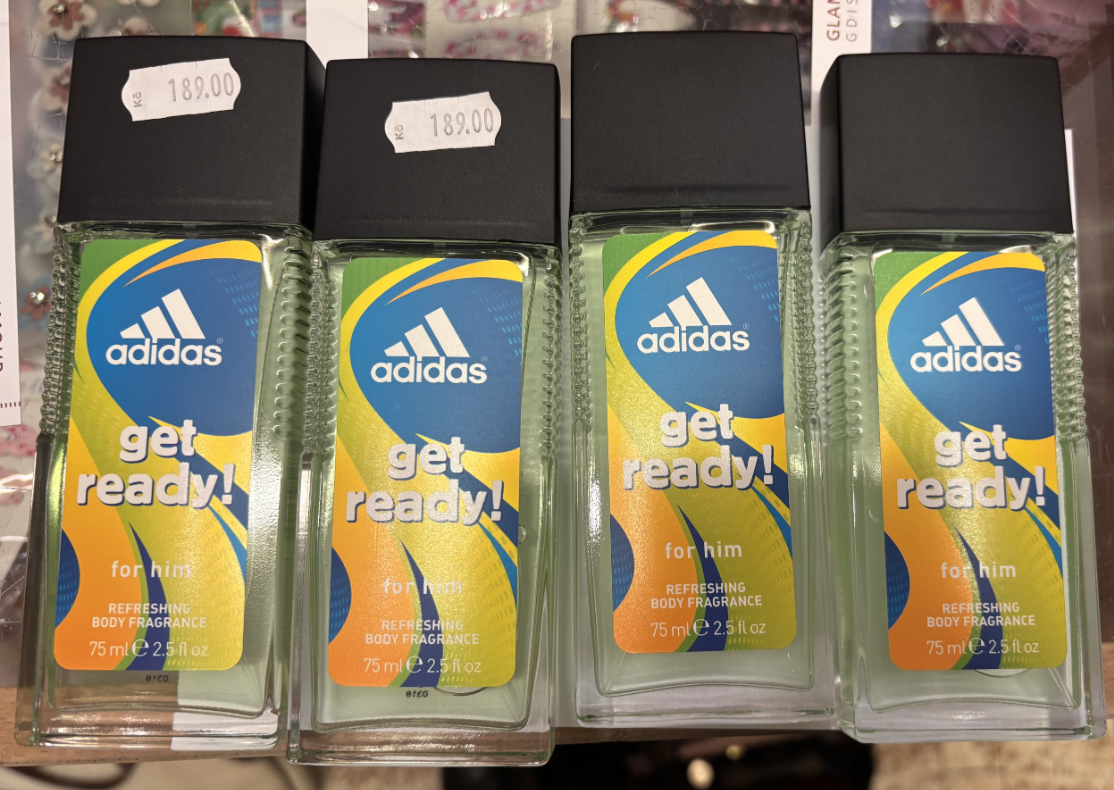 Kč 189.00
adidas®
get
ready!
for him
REFRESHING
BODY FRAGRANCE
75 ml ℮ 2.5 fl oz
Kč 189.00
adidas®
get
ready!
for him
REFRESHING
BODY FRAGRANCE
75 ml ℮ 2.5 fl oz
adidas®
get
ready!
for him
REFRESHING
BODY FRAGRANCE
75 ml ℮ 2.5 fl oz
adidas®
get
ready!
for him
REFRESHING
BODY FRAGRANCE
75 ml ℮ 2.5 fl oz
GLAM
GDIS